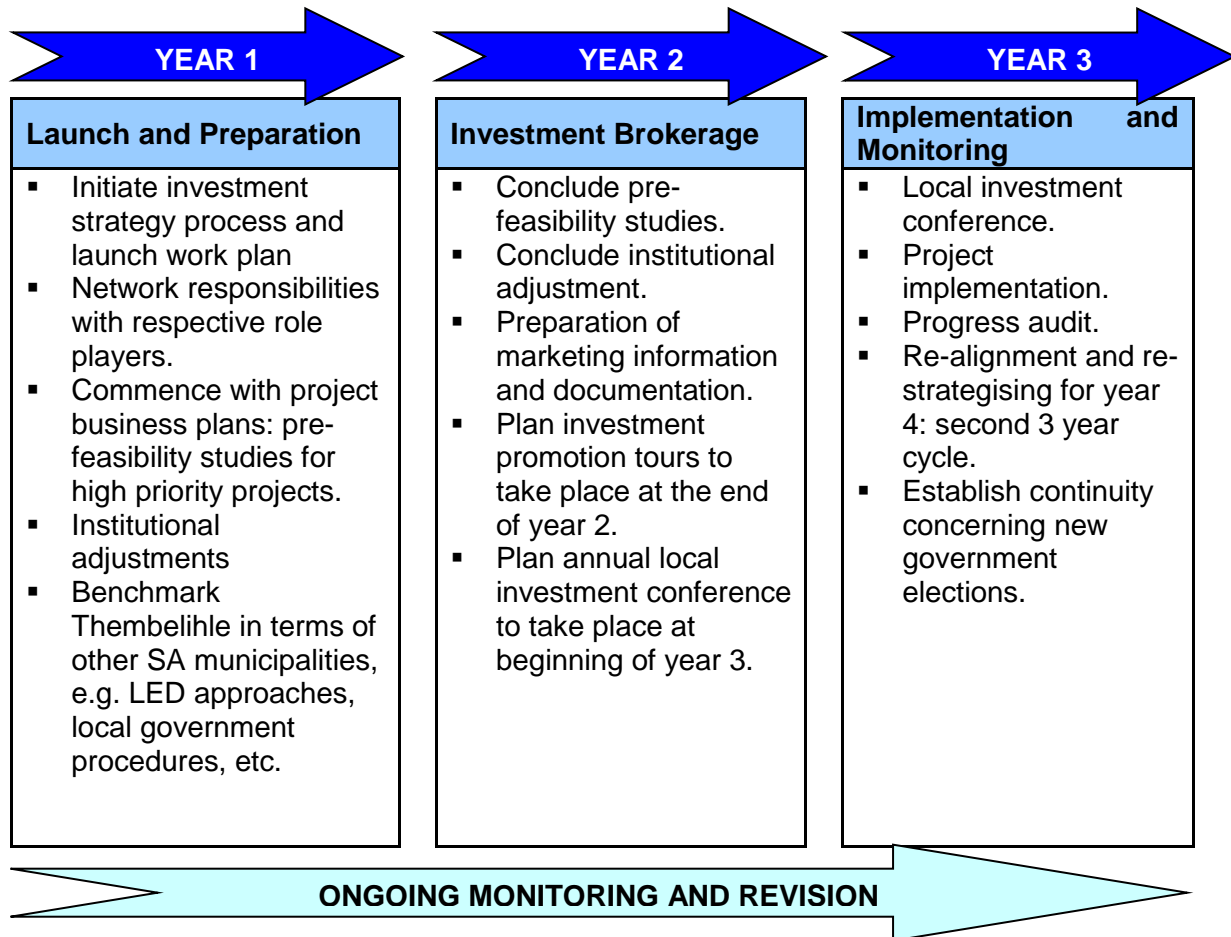 YEAR 1
YEAR 2
YEAR 3
Launch and Preparation
▪ Initiate investment
strategy process and
launch work plan
▪ Network responsibilities
with respective role
players.
▪ Commence with project
business plans: pre-
feasibility studies for
high priority projects.
▪ Institutional
adjustments
▪ Benchmark
Thembelihle in terms of
other SA municipalities,
e.g. LED approaches,
local government
procedures, etc.
Investment Brokerage
▪ Conclude pre-
feasibility studies.
▪ Conclude institutional
adjustment.
▪ Preparation of
marketing information
and documentation.
▪ Plan investment
promotion tours to
take place at the end
of year 2.
▪ Plan annual local
investment conference
to take place at
beginning of year 3.
Implementation and
Monitoring
▪ Local investment
conference.
▪ Project
implementation.
▪ Progress audit.
▪ Re-alignment and re-
strategising for year
4: second 3 year
cycle.
▪ Establish continuity
concerning new
government
elections.
ONGOING MONITORING AND REVISION